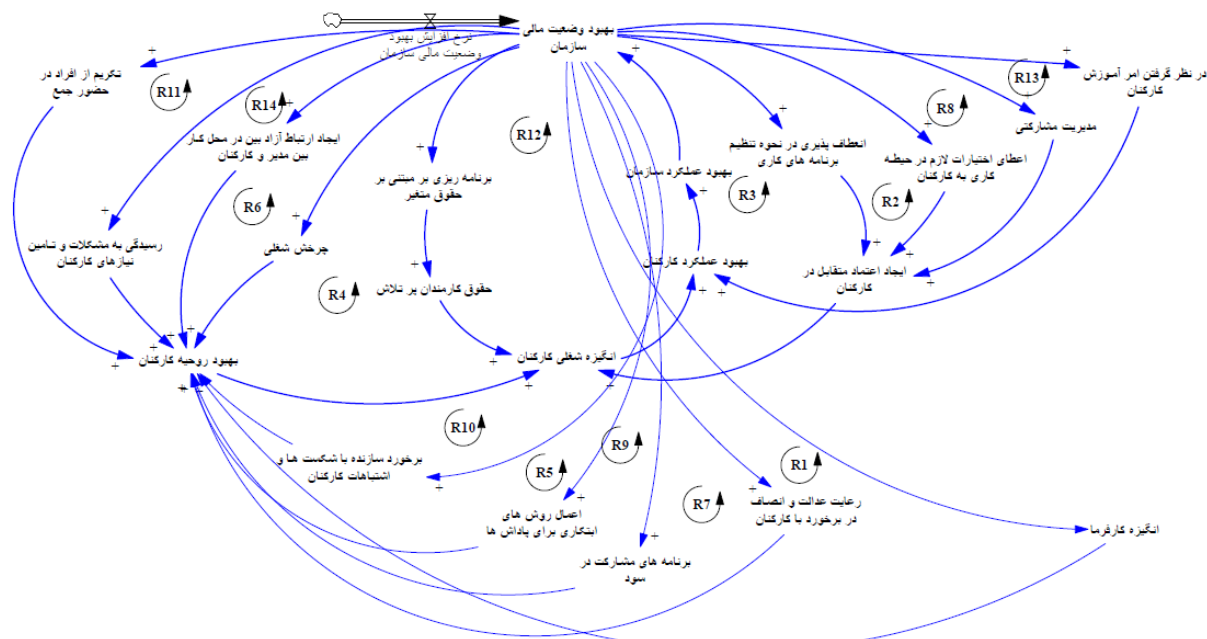 بهبود وضعیت مالی
سازمان
نرخ افزایش بهبود
وضعیت مالی سازمان
تکریم از افراد در
حضور جمع
R11
R14
ایجاد ارتباط آزاد بین در محل کار
بین مدیر و کارکنان
R12
برنامه ریزی بر مبتنی بر
حقوق متغیر
بهبود عملکرد سازمان
انعطاف پذیری در نحوه تنظیم
برنامه های کاری
R8
R13
در نظر گرفتن امر آموزش
کارکنان
مدیریت مشارکتی
اعطای اختیارات لازم در حیطه
کاری به کارکنان
R3
R2
R6
رسیدگی به مشکلات و تامین
نیازهای کارکنان
چرخش شغلی
R4
حقوق کارمندان پر تلاش
بهبود عملکرد کارکنان
ایجاد اعتماد متقابل در
کارکنان
بهبود روحیه کارکنان
انگیزه شغلی کارکنان
R10
R9
R5
R1
R7
برخورد سازنده با شکست ها و
اشتباهات کارکنان
اعمال روش های
ابتکاری برای پاداش ها
رعایت عدالت و انصاف
در برخورد با کارکنان
انگیزه کارفرما
برنامه های مشارکت در
سود